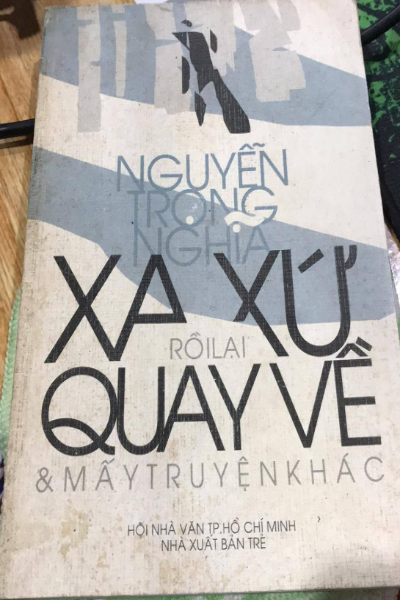 NGUYỄN
TRỌNG
NGHĨA
XA XỨ
RỒI LẠI
QUAY VỀ
& MẤY TRUYỆN KHÁC
HỘI NHÀ VĂN TP.HỒ CHÍ MINH
NHÀ XUẤT BẢN TRẺ